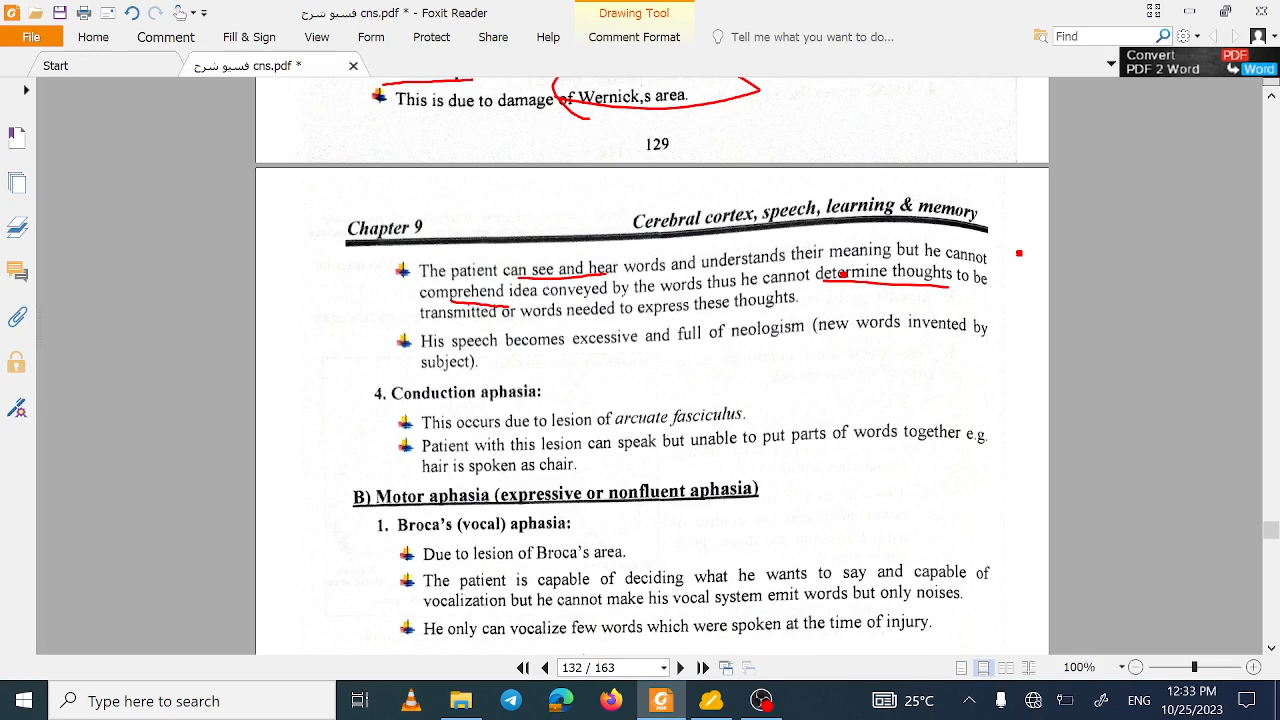 فسيو شرح cns.pdf * - Foxit Reader
Drawing Tool
File
Home
Comment
View
Form
Protect
Share
Help
Comment Format
Tell me what you want to do...
Find
Start
فسيو شرح cns.pdf *
Convert PDF
PDF 2 Word Word
This is due to damage of Wernick,s area.
129
Chapter 9 Cerebral cortex, speech, learning & memory
The patient can see and hear words and understands their meaning but he cannot
comprehend idea conveyed by the words thus he cannot determine thoughts to be
transmitted or words needed to express these thoughts.
His speech becomes excessive and full of neologism (new words invented by
subject).
4. Conduction aphasia:
This occurs due to lesion of arcuate fasciculus.
Patient with this lesion can speak but unable to put parts of words together e.g.
hair is spoken as chair.
B) Motor aphasia (expressive or nonfluent aphasia)
1. Broca's (vocal) aphasia:
Due to lesion of Broca's area.
The patient is capable of deciding what he wants to say and capable of
vocalization but he cannot make his vocal system emit words but only noises.
He only can vocalize few words which were spoken at the time of injury.
132 / 163
100%
Type here to search
25°C
ENG
12:33 PM
10/25/2023